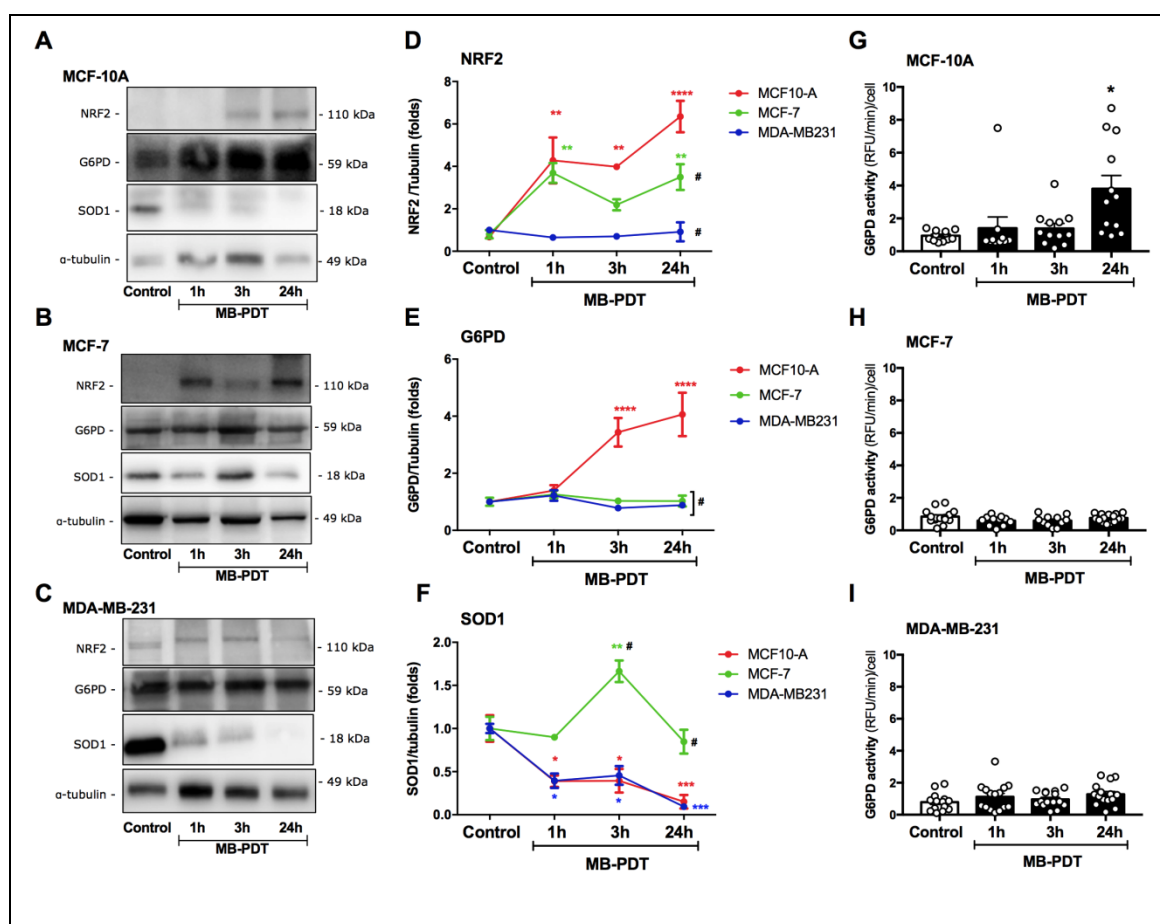 A
MCF-10A
NRF2 -
- 110 kDa
G6PD -
- 59 kDa
SOD1 -
- 18 kDa
α-tubulin -
- 49 kDa
Control 1h 3h 24h
MB-PDT
B
MCF-7
NRF2 -
- 110 kDa
G6PD -
- 59 kDa
SOD1 -
- 18 kDa
α-tubulin -
- 49 kDa
Control 1h 3h 24h
MB-PDT
C
MDA-MB-231
NRF2 -
- 110 kDa
G6PD -
- 59 kDa
SOD1 -
- 18 kDa
α-tubulin -
- 49 kDa
Control 1h 3h 24h
MB-PDT
D
NRF2
NRF2 /Tubulin (folds)
8
6
4
2
0
** ** ** **** ** # #
MCF10-A
MCF-7
MDA-MB231
Control 1h 3h 24h
MB-PDT
E
G6PD
G6PD/Tubulin (folds)
6
4
2
0
**** **** #
MCF10-A
MCF-7
MDA-MB231
Control 1h 3h 24h
MB-PDT
F
SOD1
SOD1/tubulin (folds)
2.0
1.5
1.0
0.5
0.0
** # # * * *** * * ***
MCF10-A
MCF-7
MDA-MB231
Control 1h 3h 24h
MB-PDT
G
MCF-10A
G6PD activity (RFU/min)/cell
10
8
6
4
2
0
*
Control 1h 3h 24h
MB-PDT
H
MCF-7
G6PD activity (RFU/min)/cell
10
8
6
4
2
0
Control 1h 3h 24h
MB-PDT
I
MDA-MB-231
G6PD activity (RFU/min)/cell
10
8
6
4
2
0
Control 1h 3h 24h
MB-PDT